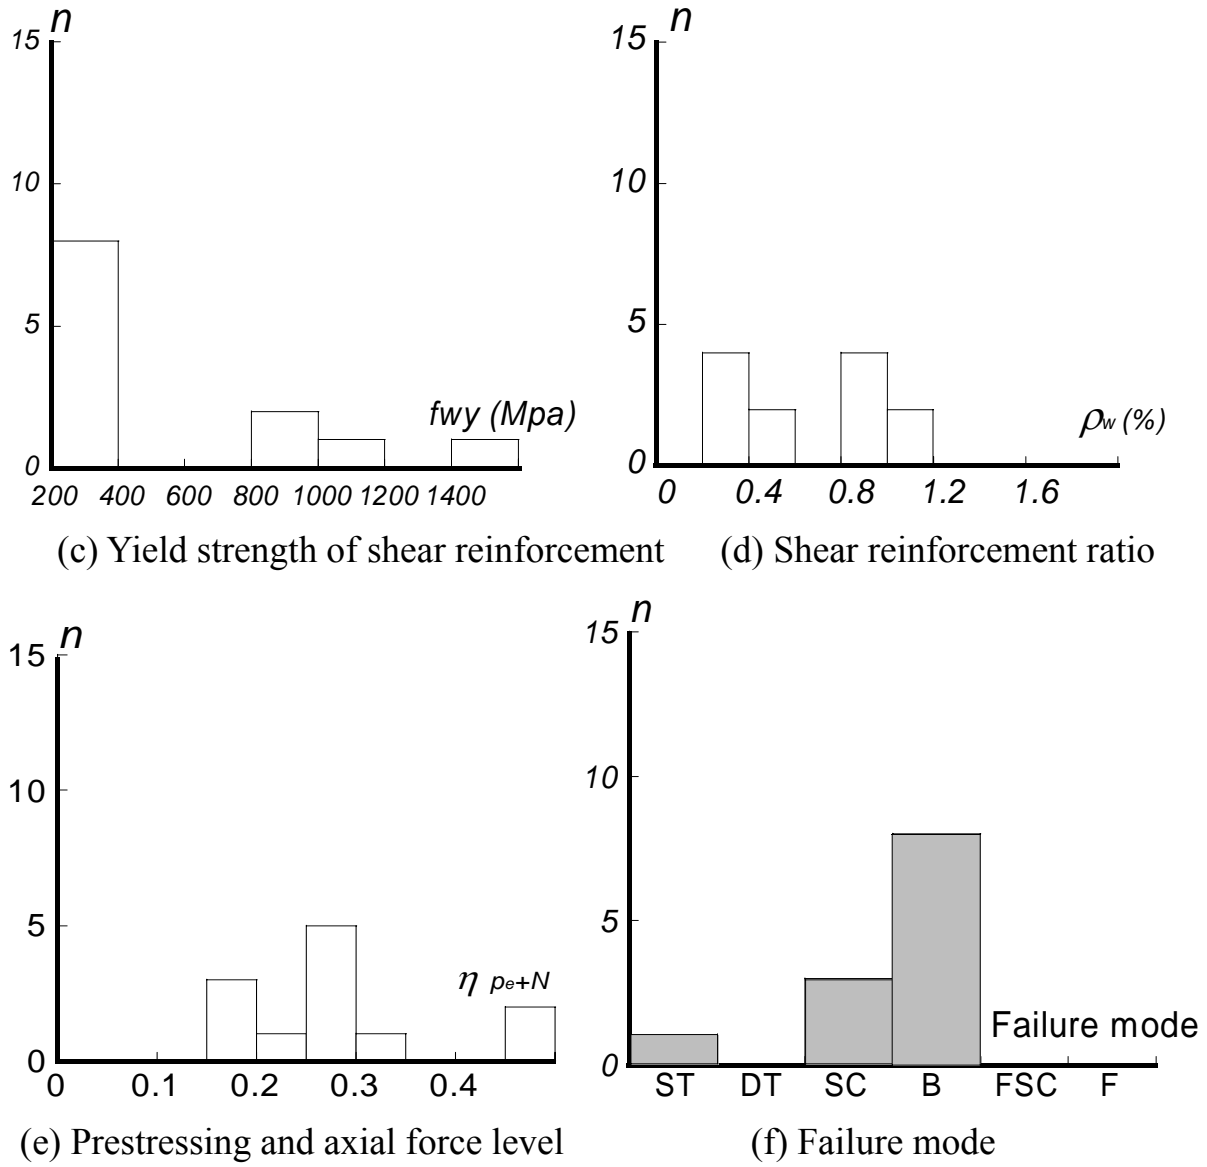 n
15
10
5
0
fwy (Mpa)
200 400 600 800 1000 1200 1400
(c) Yield strength of shear reinforcement
n
15
10
5
0
ρw (%)
0 0.4 0.8 1.2 1.6
(d) Shear reinforcement ratio
n
15
10
5
0
η pe+N
0 0.1 0.2 0.3 0.4
(e) Prestressing and axial force level
n
15
10
5
0
Failure mode
ST DT SC B FSC F
(f) Failure mode